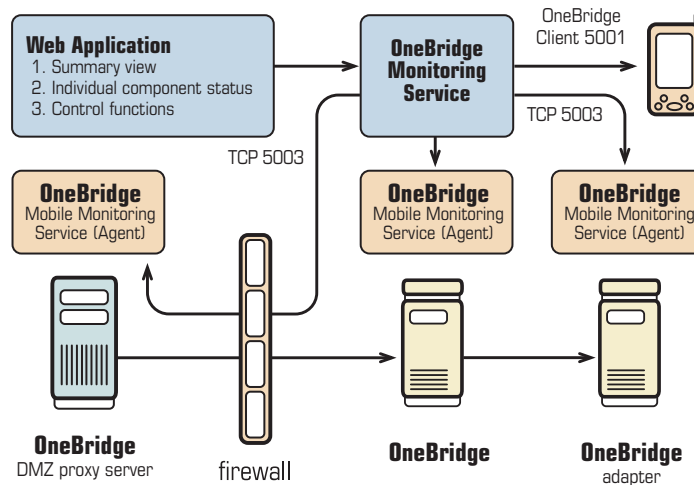 Web Application
1. Summary view
2. Individual component status
3. Control functions
OneBridge
Monitoring
Service
OneBridge
Client 5001
TCP 5003
TCP 5003
OneBridge
Mobile Monitoring
Service (Agent)
OneBridge
Mobile Monitoring
Service (Agent)
OneBridge
Mobile Monitoring
Service (Agent)
OneBridge
DMZ proxy server
firewall
OneBridge
OneBridge
adapter